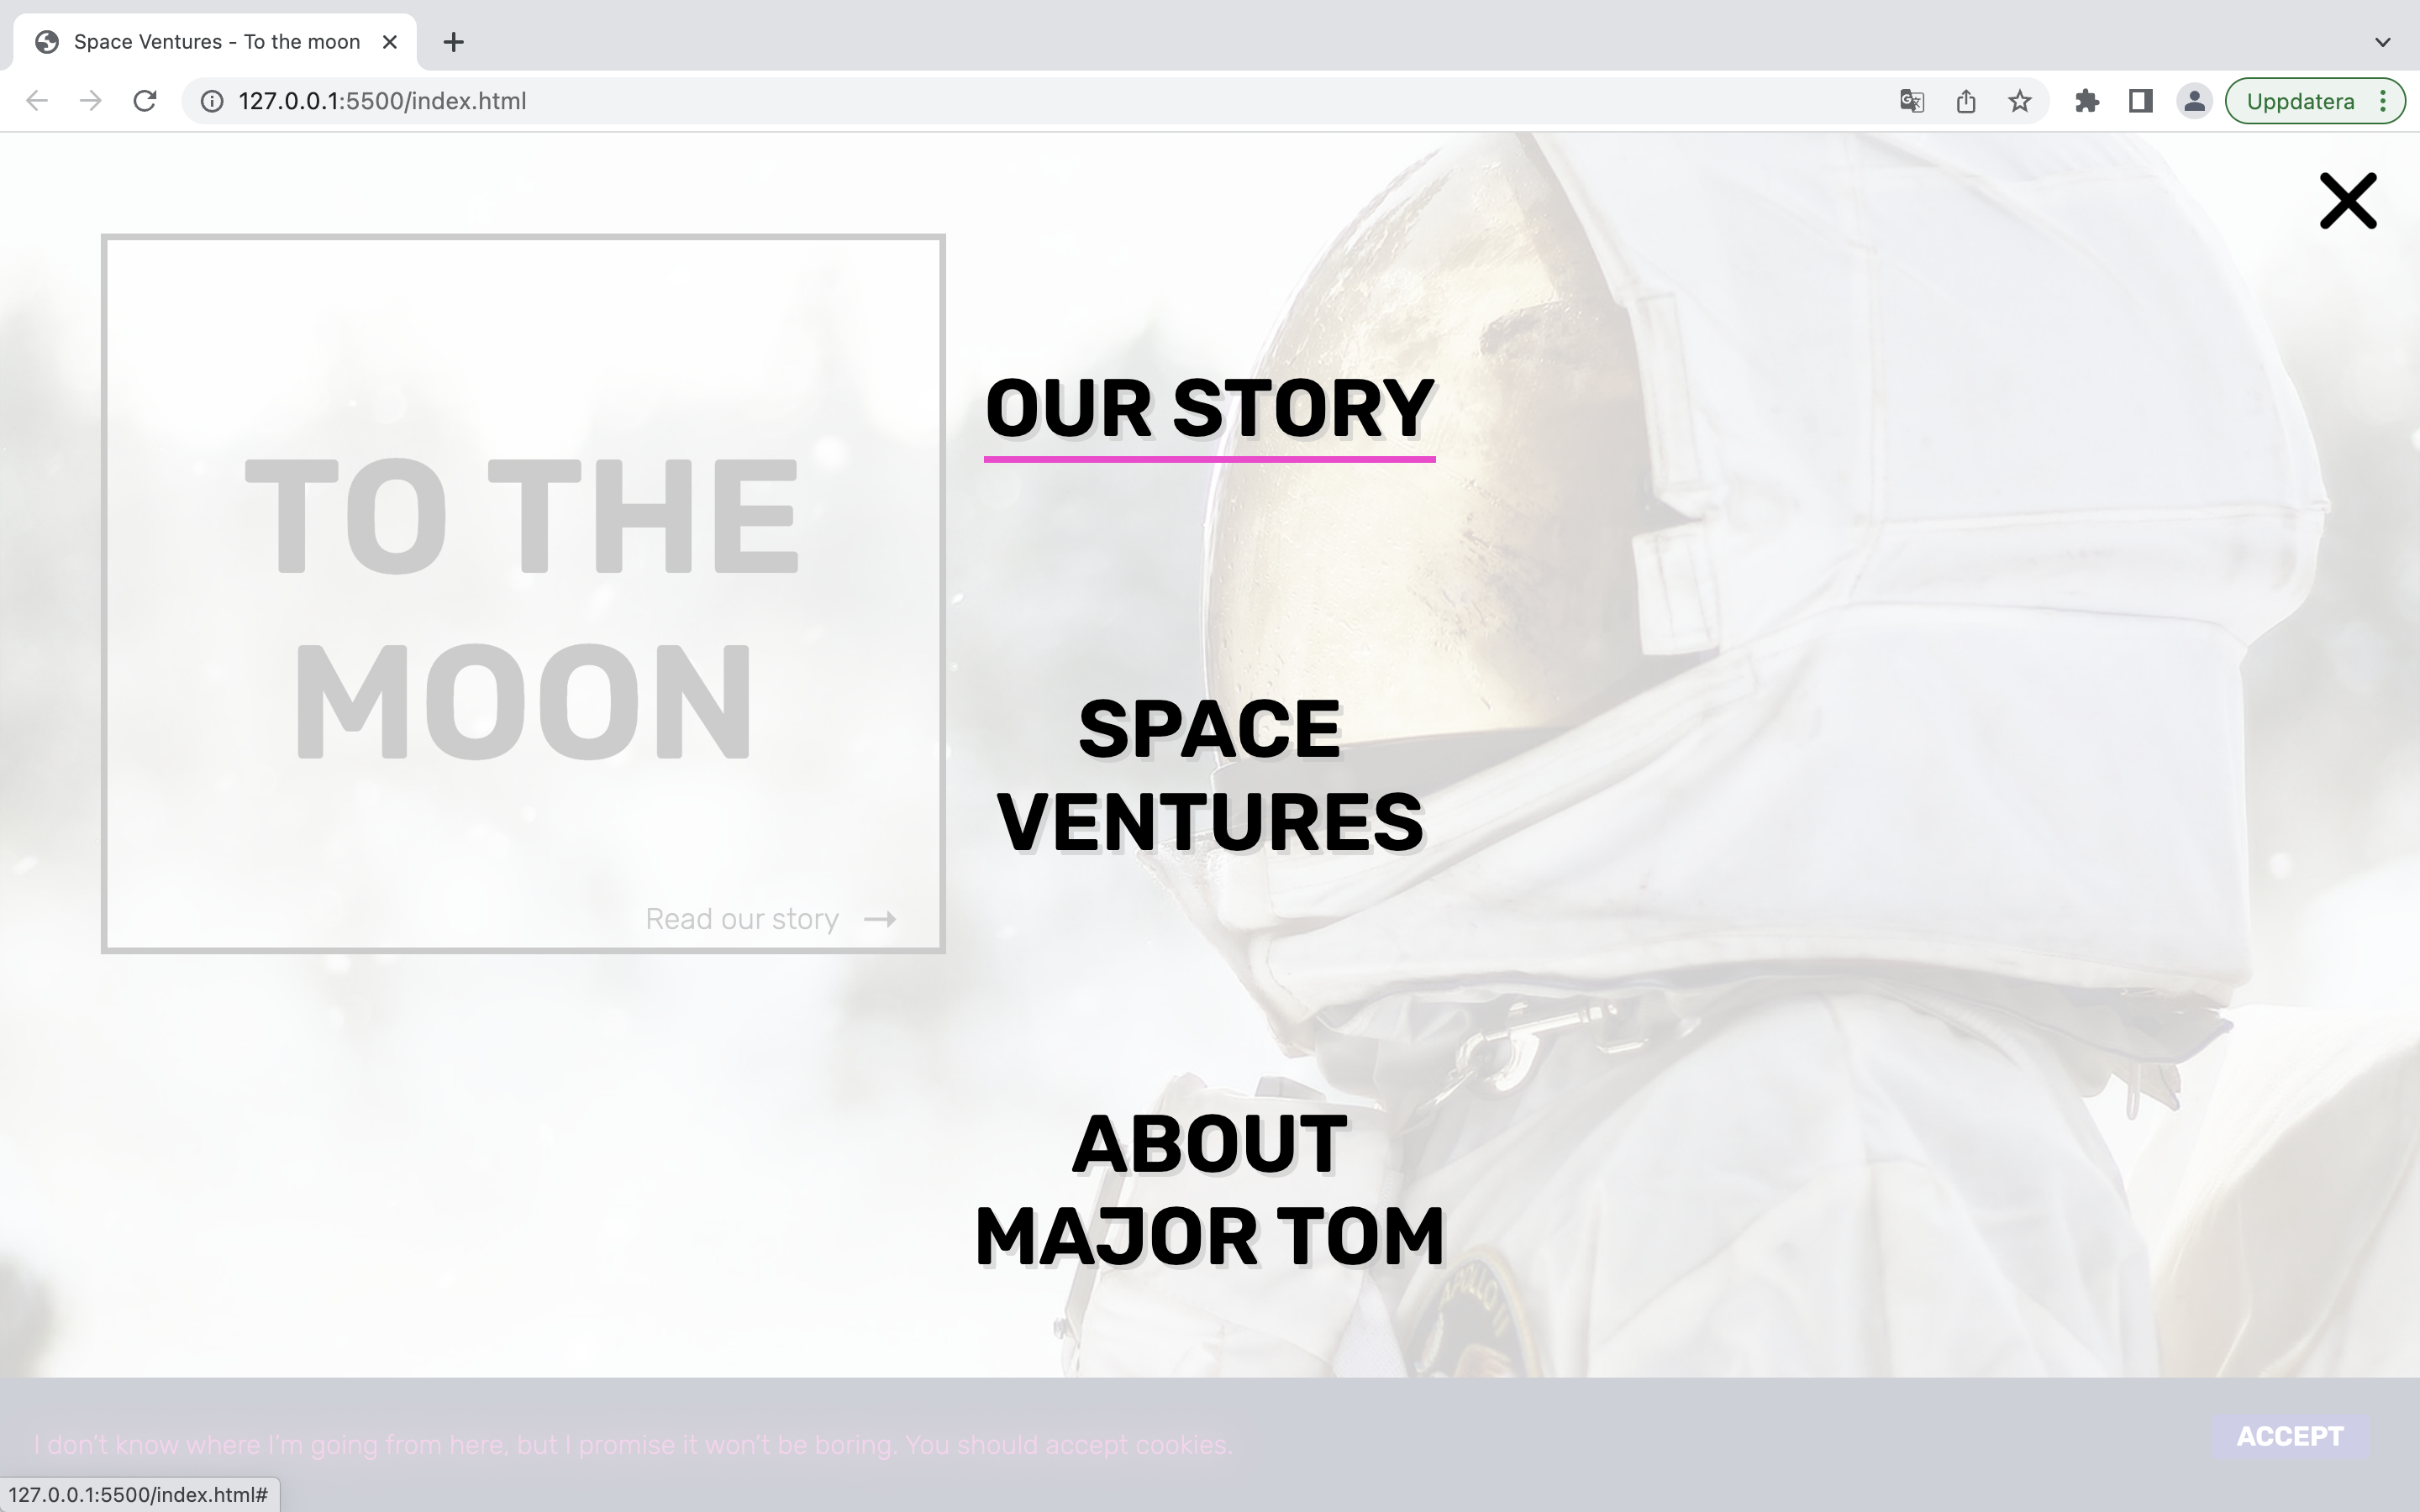 Space Ventures - To the moon
127.0.0.1:5500/index.html
Uppdatera
OUR STORY
TO THE
MOON
Read our story
SPACE
VENTURES
ABOUT
MAJOR TOM
APOLLO 11
I don't know where I'm going from here, but I promise it won't be boring. You should accept cookies.
ACCEPT
127.0.0.1:5500/index.html#